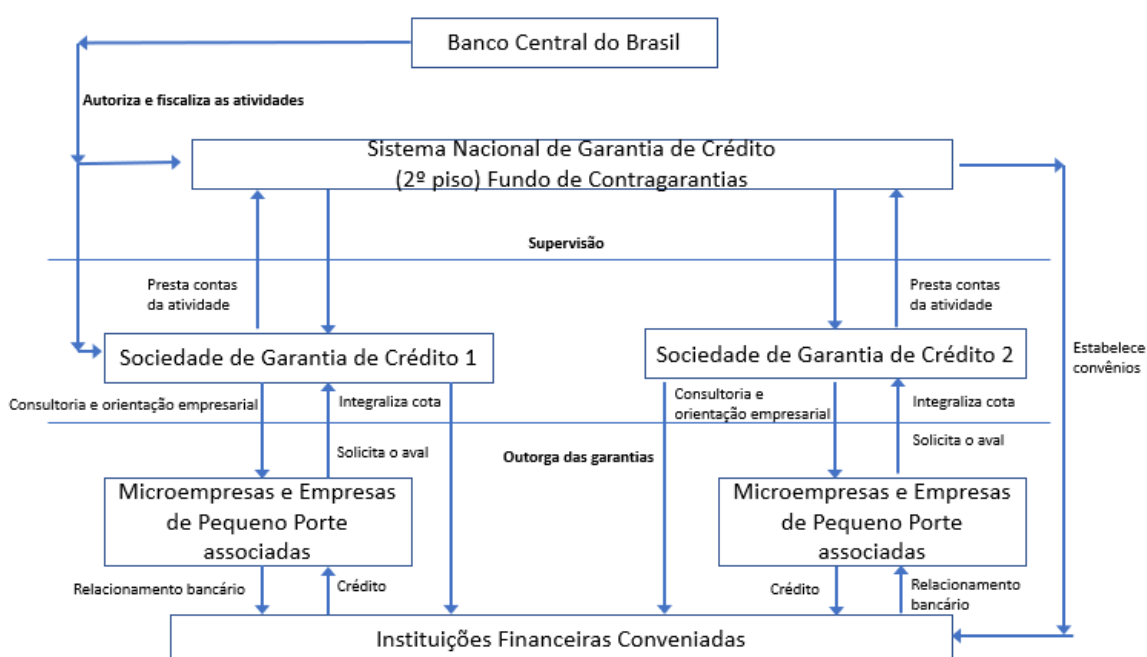 Banco Central do Brasil
Autoriza e fiscaliza as atividades
Sistema Nacional de Garantia de Crédito
(2º piso) Fundo de Contragarantias
Supervisão
Presta contas
da atividade
Presta contas
da atividade
Sociedade de Garantia de Crédito 1
Sociedade de Garantia de Crédito 2
Estabelece
convênios
Consultoria e orientação empresarial
Integraliza cota
Consultoria e
orientação empresarial
Integraliza cota
Solicita o aval
Outorga das garantias
Solicita o aval
Microempresas e Empresas
de Pequeno Porte
associadas
Microempresas e Empresas
de Pequeno Porte
associadas
Relacionamento bancário
Crédito
Crédito
Relacionamento
bancário
Instituições Financeiras Conveniadas